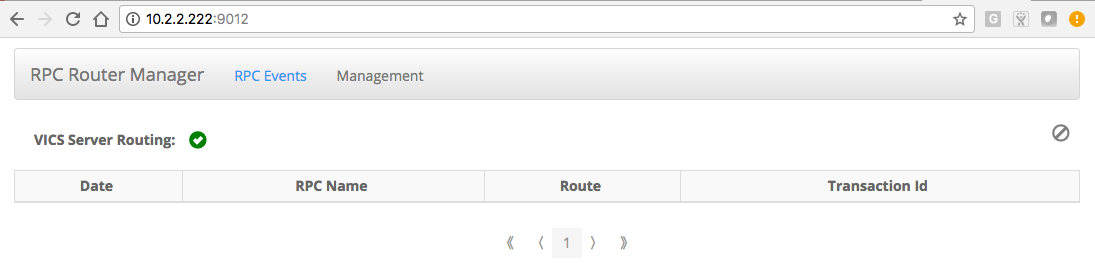 10.2.2.222:9012
G
RPC Router Manager RPC Events Management
VICS Server Routing:
Date RPC Name Route Transaction Id
《 〈 1 〉 》